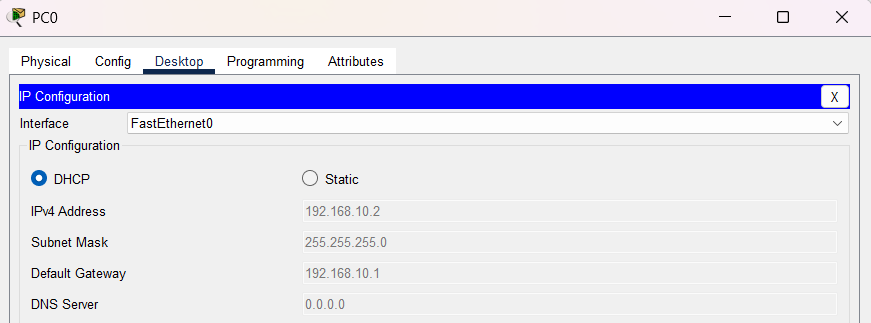 PC0
Physical Config Desktop Programming Attributes
IP Configuration X
Interface FastEthernet0
IP Configuration
DHCP Static
IPv4 Address 192.168.10.2
Subnet Mask 255.255.255.0
Default Gateway 192.168.10.1
DNS Server 0.0.0.0